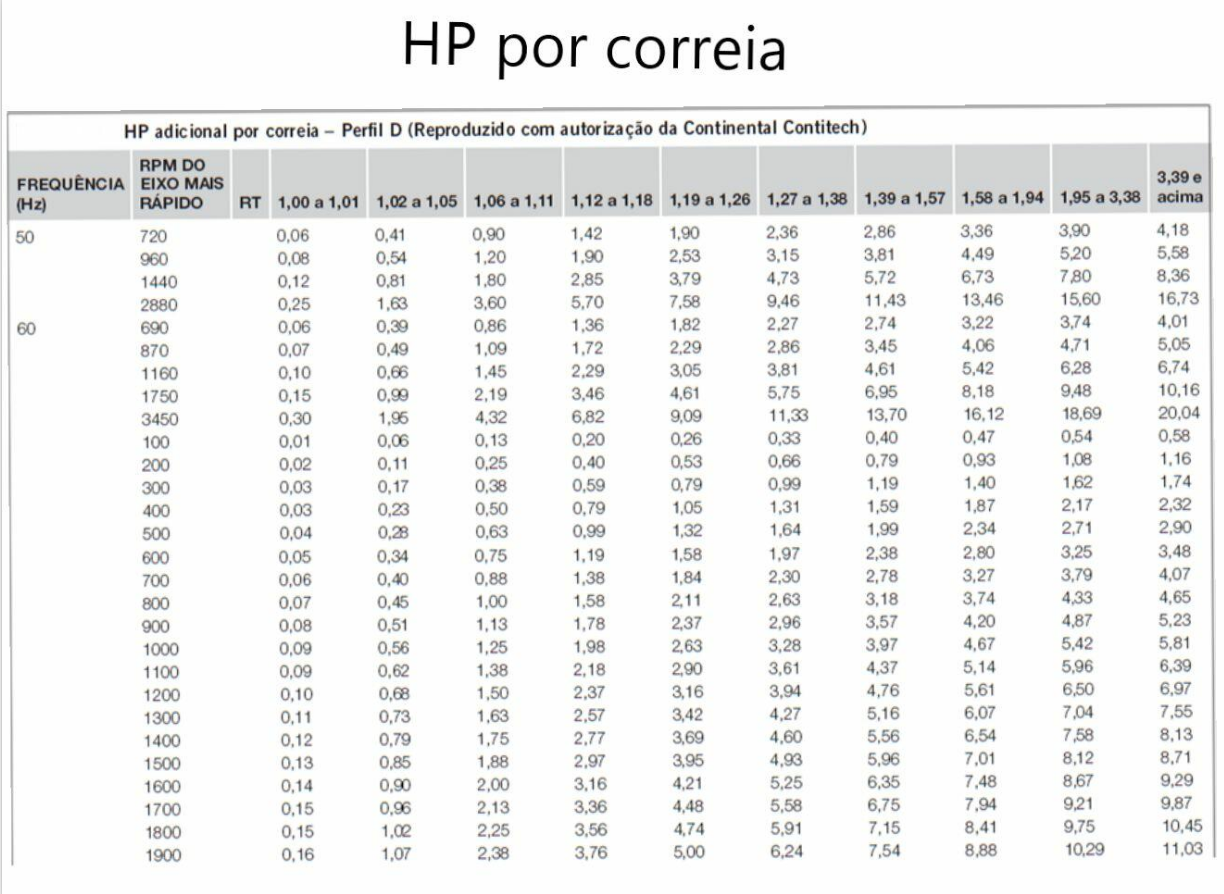 HP por correia
HP adicional por correia – Perfil D (Reproduzido com autorização da Continental Contitech)
FREQUÊNCIA (Hz) RPM DO EIXO MAIS RÁPIDO RT 1,00 a 1,01 1,02 a 1,05 1,06 a 1,11 1,12 a 1,18 1,19 a 1,26 1,27 a 1,38 1,39 a 1,57 1,58 a 1,94 1,95 a 3,38 3,39 e acima
50 720 0,06 0,41 0,90 1,42 1,90 2,36 2,86 3,36 3,90 4,18
960 0,08 0,54 1,20 1,90 2,53 3,15 3,81 4,49 5,20 5,58
1440 0,12 0,81 1,80 2,85 3,79 4,73 5,72 6,73 7,80 8,36
2880 0,25 1,63 3,60 5,70 7,58 9,46 11,43 13,46 15,60 16,73
60 690 0,06 0,39 0,86 1,36 1,82 2,27 2,74 3,22 3,74 4,01
870 0,07 0,49 1,09 1,72 2,29 2,86 3,45 4,06 4,71 5,05
1160 0,10 0,66 1,45 2,29 3,05 3,81 4,61 5,42 6,28 6,74
1750 0,15 0,99 2,19 3,46 4,61 5,75 6,95 8,18 9,48 10,16
3450 0,30 1,95 4,32 6,82 9,09 11,33 13,70 16,12 18,69 20,04
100 0,01 0,06 0,13 0,20 0,26 0,33 0,40 0,47 0,54 0,58
200 0,02 0,11 0,25 0,40 0,53 0,66 0,79 0,93 1,08 1,16
300 0,03 0,17 0,38 0,59 0,79 0,99 1,19 1,40 1,62 1,74
400 0,03 0,23 0,50 0,79 1,05 1,31 1,59 1,87 2,17 2,32
500 0,04 0,28 0,63 0,99 1,32 1,64 1,99 2,34 2,71 2,90
600 0,05 0,34 0,75 1,19 1,58 1,97 2,38 2,80 3,25 3,48
700 0,06 0,40 0,88 1,38 1,84 2,30 2,78 3,27 3,79 4,07
800 0,07 0,45 1,00 1,58 2,11 2,63 3,18 3,74 4,33 4,65
900 0,08 0,51 1,13 1,78 2,37 2,96 3,57 4,20 4,87 5,23
1000 0,09 0,56 1,25 1,98 2,63 3,28 3,97 4,67 5,42 5,81
1100 0,09 0,62 1,38 2,18 2,90 3,61 4,37 5,14 5,96 6,39
1200 0,10 0,68 1,50 2,37 3,16 3,94 4,76 5,61 6,50 6,97
1300 0,11 0,73 1,63 2,57 3,42 4,27 5,16 6,07 7,04 7,55
1400 0,12 0,79 1,75 2,77 3,69 4,60 5,56 6,54 7,58 8,13
1500 0,13 0,85 1,88 2,97 3,95 4,93 5,96 7,01 8,12 8,71
1600 0,14 0,90 2,00 3,16 4,21 5,25 6,35 7,48 8,67 9,29
1700 0,15 0,96 2,13 3,36 4,48 5,58 6,75 7,94 9,21 9,87
1800 0,15 1,02 2,25 3,56 4,74 5,91 7,15 8,41 9,75 10,45
1900 0,16 1,07 2,38 3,76 5,00 6,24 7,54 8,88 10,29 11,03